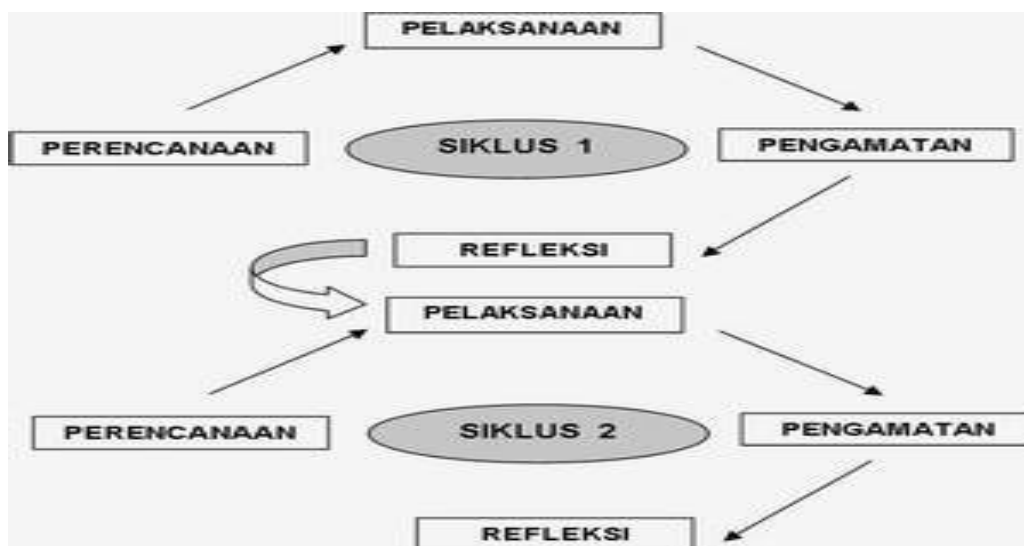 PELAKSANAAN
PERENCANAAN
SIKLUS 1
PENGAMATAN
REFLEKSI
PELAKSANAAN
PERENCANAAN
SIKLUS 2
PENGAMATAN
REFLEKSI